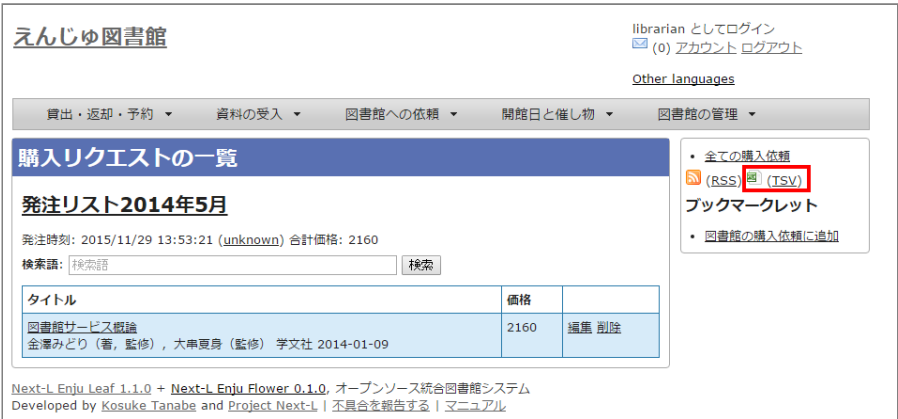 えんじゅ図書館
librarian としてログイン
(0) アカウント ログアウト
Other languages
貸出・返却・予約 ▼ 資料の受入 ▼ 図書館への依頼 ▼ 開館日と催し物 ▼ 図書館の管理 ▼
購入リクエストの一覧
発注リスト2014年5月
発注時刻: 2015/11/29 13:53:21 (unknown) 合計価格: 2160
検索語: 検索語 検索
タイトル 価格
図書館サービス概論 2160 編集 削除
金澤みどり（著, 監修）, 大串夏身（監修） 学文社 2014-01-09
• 全ての購入依頼
(RSS) (TSV)
ブックマークレット
• 図書館の購入依頼に追加
Next-L Enju Leaf 1.1.0 + Next-L Enju Flower 0.1.0, オープンソース統合図書館システム
Developed by Kosuke Tanabe and Project Next-L | 不具合を報告する | マニュアル